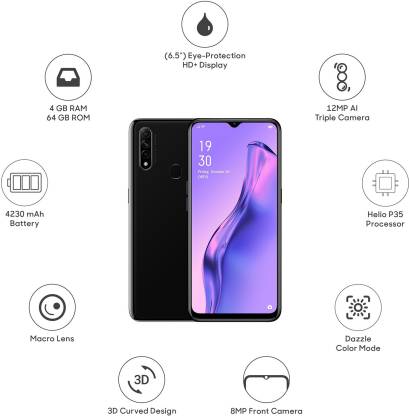 (6.5") Eye-Protection
HD+ Display
4 GB RAM
64 GB ROM
12MP AI
Triple Camera
19
30
4230 mAh
Battery
Helio P35
Processor
Macro Lens
Dazzle
Color Mode
3D
3D Curved Design
8MP Front Camera